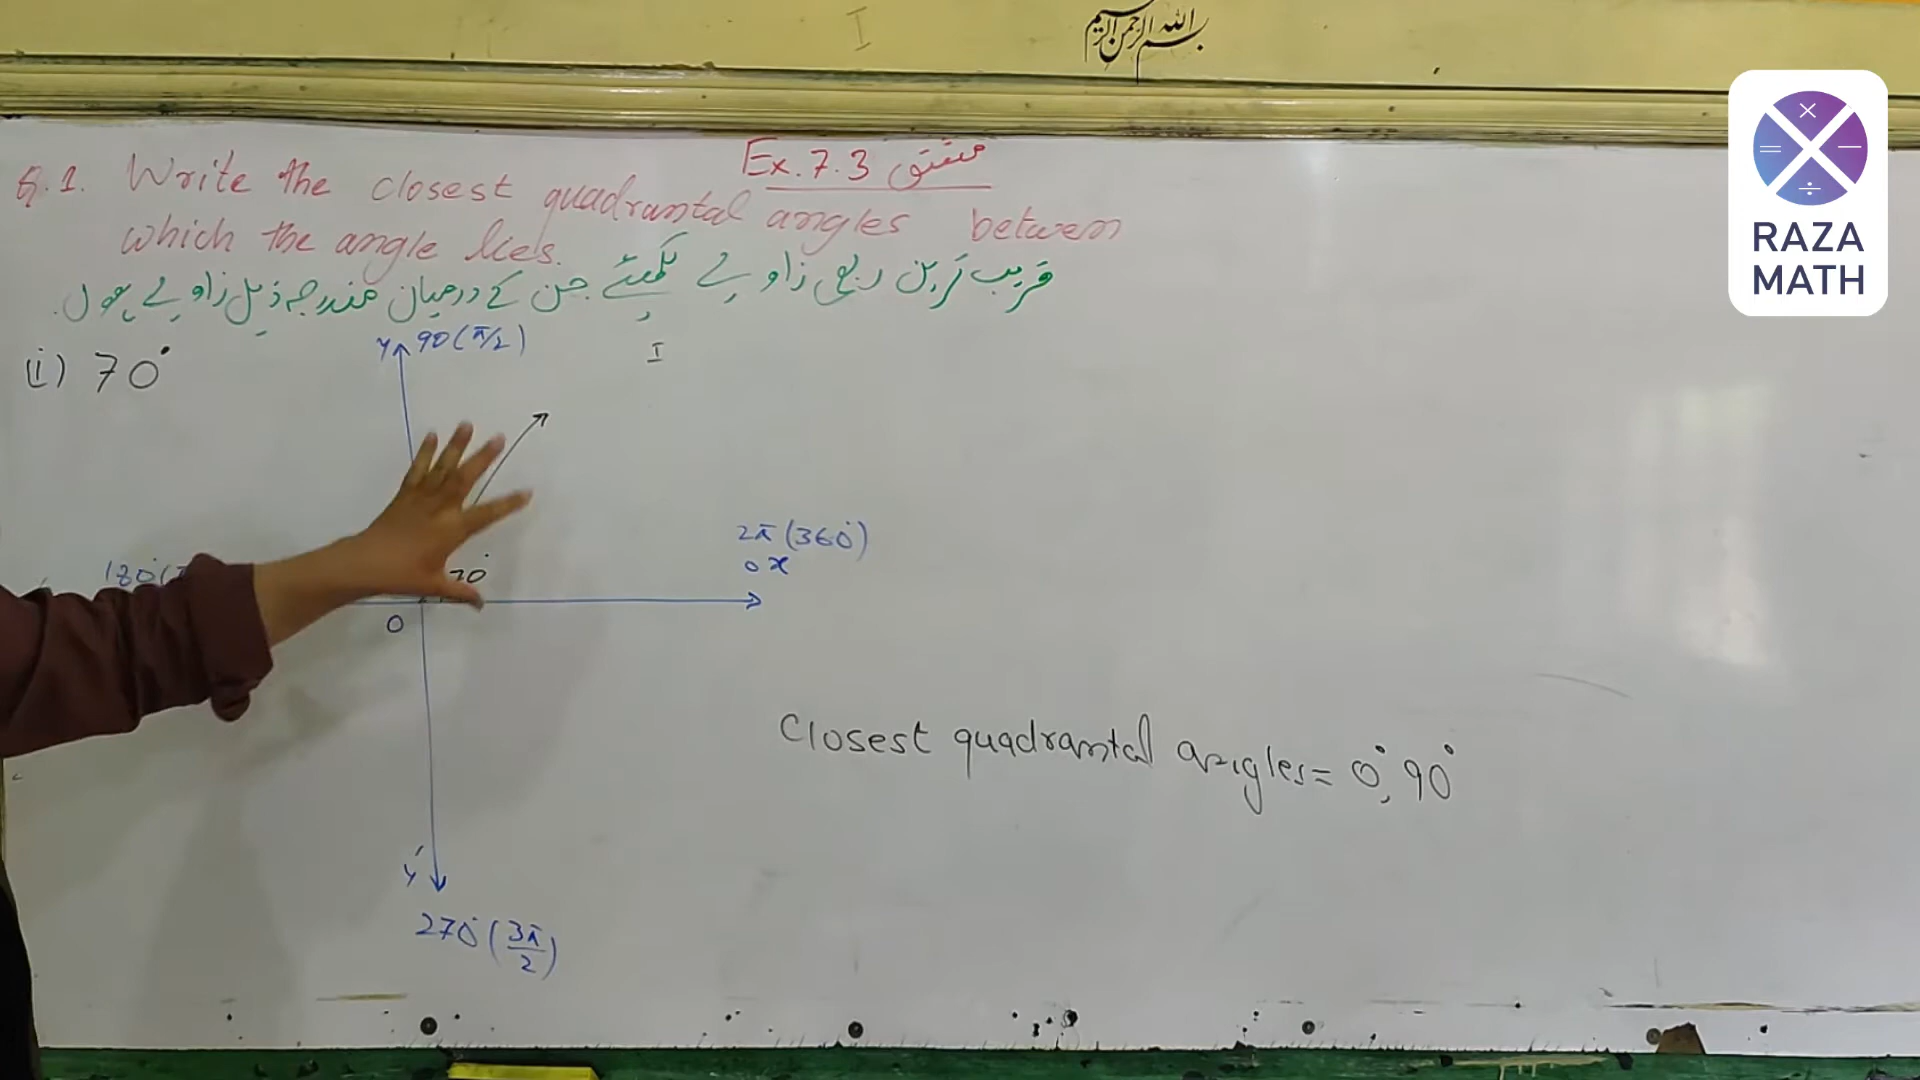 I
بسم الله الرحمن الرحيم
×
=
−
÷
RAZA
MATH
Ex. 7.3 مشق
Q.1. Write the closest quadrantal angles between
which the angle lies.
قریب ترین ربعی زاویے لکھیئے جن کے درمیان مندرجہ ذیل زاویے ہوں.
(i) 70°
y 90 (π/2)
I
2π (360°)
0 x
180°(
70°
0
Closest quadrantal angles = 0°, 90°
y'
270° (3π/2)